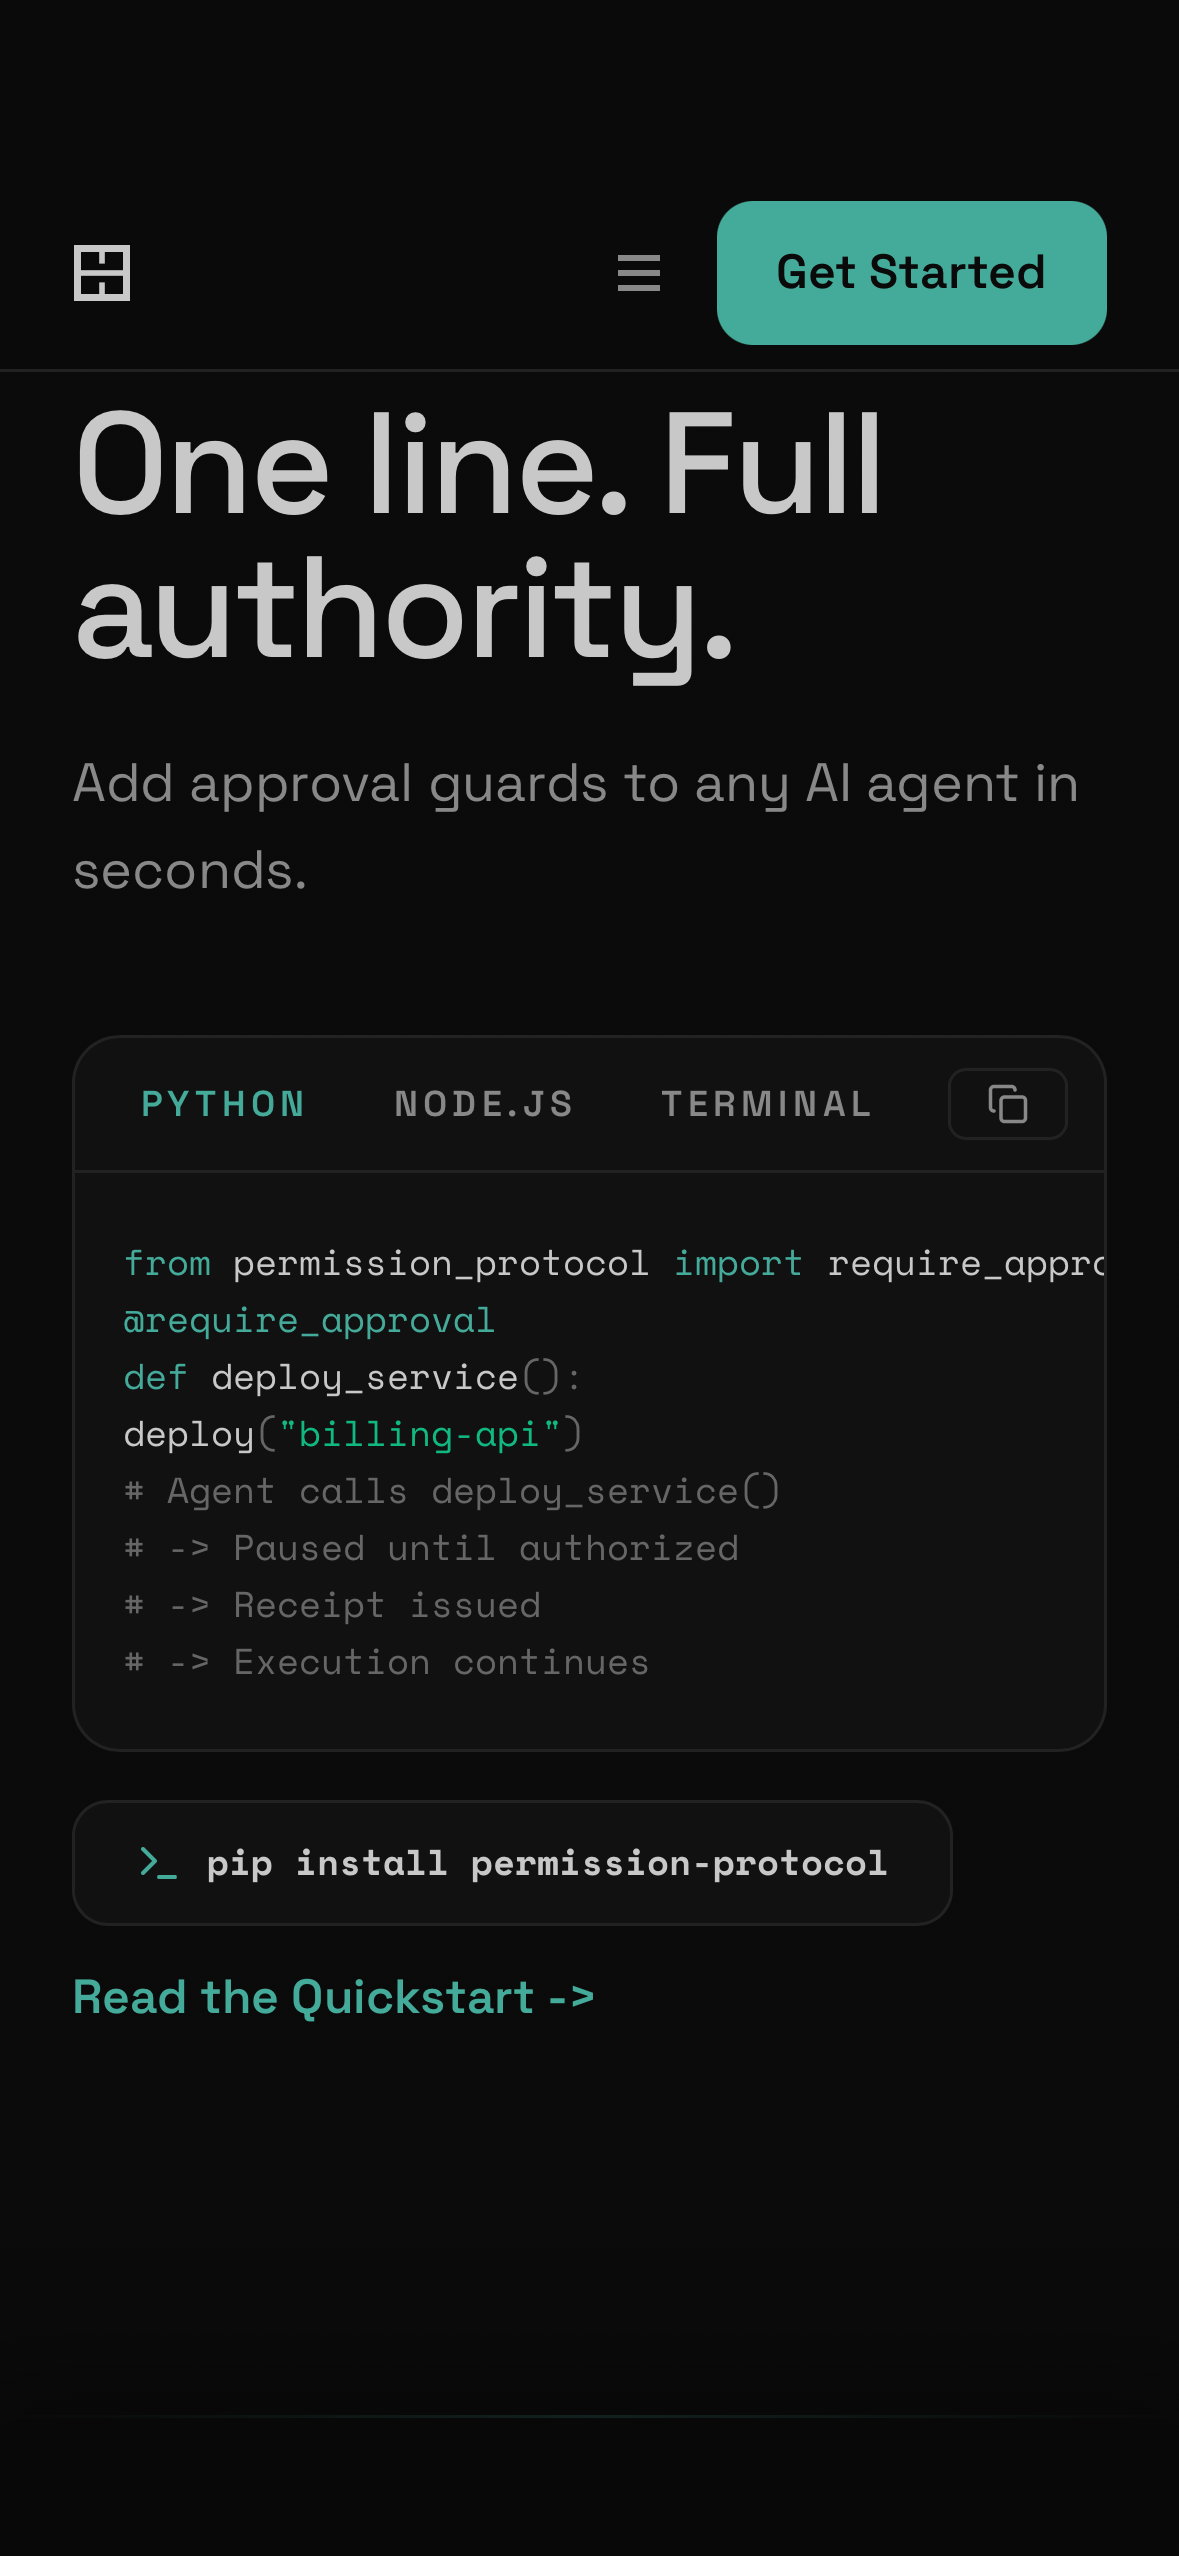 Get Started
One line. Full
authority.
Add approval guards to any AI agent in
seconds.
PYTHON NODE.JS TERMINAL
from permission_protocol import require_appro
@require_approval
def deploy_service():
deploy("billing-api")
# Agent calls deploy_service()
# -> Paused until authorized
# -> Receipt issued
# -> Execution continues
pip install permission-protocol
Read the Quickstart ->